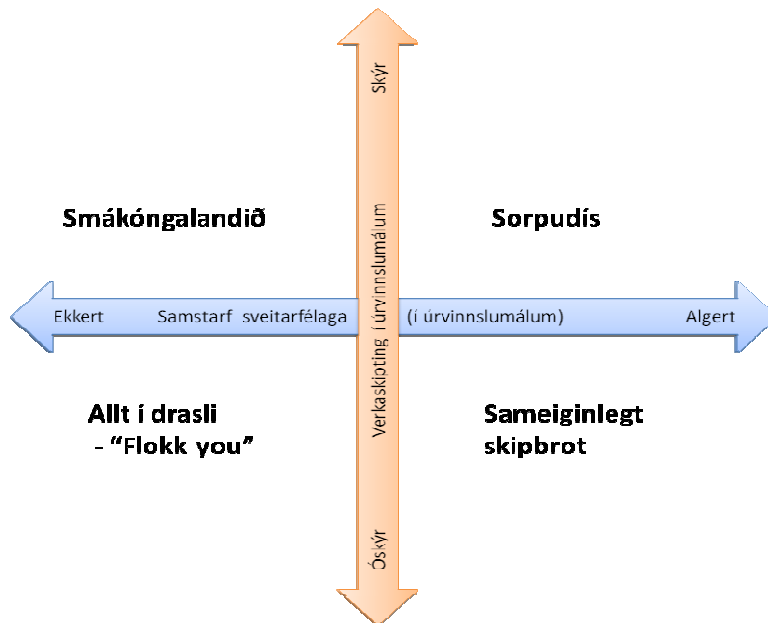 Skýr
Smákóngalandið
Sorpudís
Ekkert Samstarf sveitarfélaga (í úrvinnslumálum) Algert
Verkaskipting í úrvinnslumálum
Allt í drasli
- “Flokk you”
Sameiginlegt
skipbrot
Óskýr